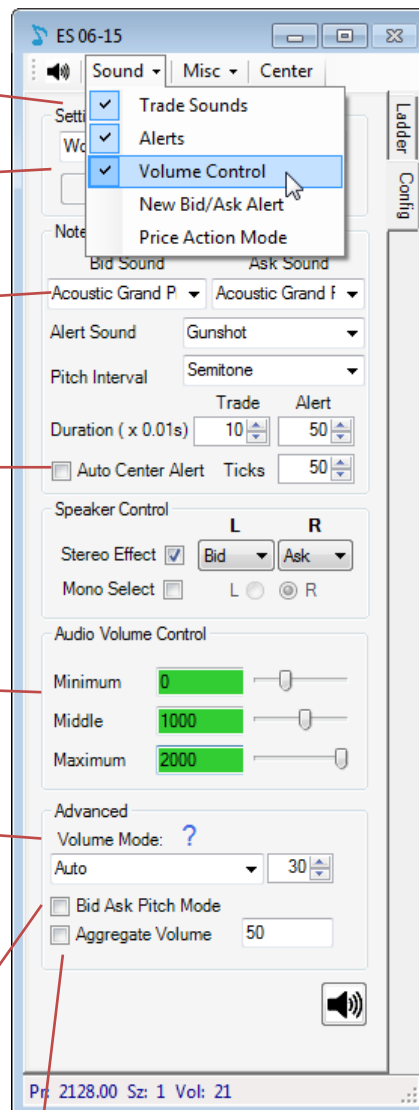 ES 06-15
Sound Misc Center
Trade Sounds
Alerts
Volume Control
New Bid/Ask Alert
Price Action Mode
Ladder
Config
Bid Sound Ask Sound
Acoustic Grand Acoustic Grand
Alert Sound Gunshot
Pitch Interval Semitone
Trade Alert
Duration ( x 0.01s) 10 50
Auto Center Alert Ticks 50
Speaker Control
L R
Stereo Effect Bid Ask
Mono Select L R
Audio Volume Control
Minimum 0
Middle 1000
Maximum 2000
Advanced
Volume Mode: ?
Auto 30
Bid Ask Pitch Mode
Aggregate Volume 50
Pr: 2128.00 Sz: 1 Vol: 21